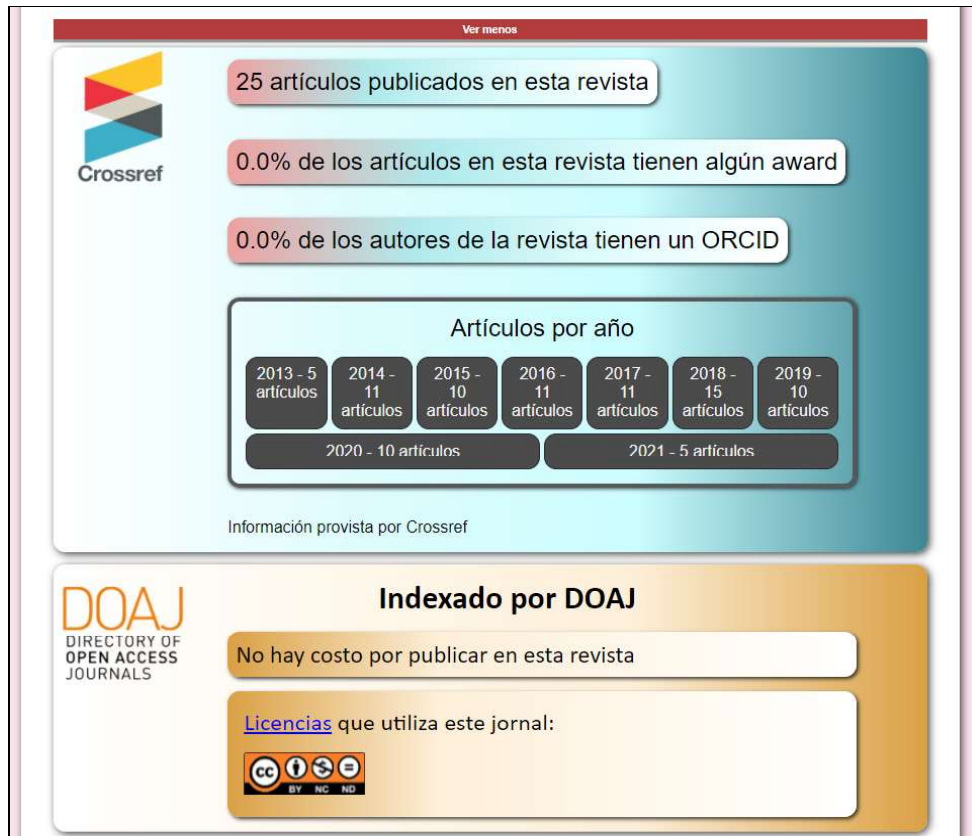 Ver menos
Crossref
25 artículos publicados en esta revista
0.0% de los artículos en esta revista tienen algún award
0.0% de los autores de la revista tienen un ORCID
Artículos por año
2013 - 5
artículos
2014 -
11
artículos
2015 -
10
artículos
2016 -
11
artículos
2017 -
11
artículos
2018 -
15
artículos
2019 -
10
artículos
2020 - 10 artículos
2021 - 5 artículos
Información provista por Crossref
DOAJ
DIRECTORY OF
OPEN ACCESS
JOURNALS
Indexado por DOAJ
No hay costo por publicar en esta revista
Licencias que utiliza este jornal:
cc
BY NC ND